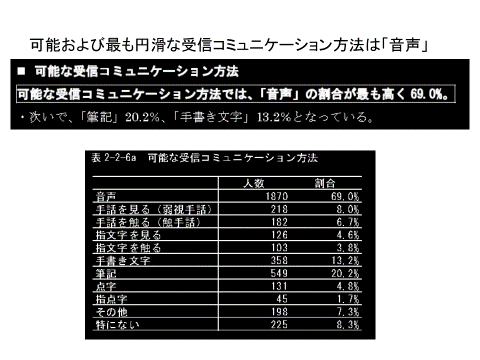 可能および最も円滑な受信コミュニケーション方法は「音声」
■ 可能な受信コミュニケーション方法
可能な受信コミュニケーション方法では、「音声」の割合が最も高く 69.0%。
・次いで、「筆記」20.2%、「手書き文字」13.2%となっている。
表 2-2-6a 可能な受信コミュニケーション方法
人数 割合
音声 1870 69.0%
手話を見る（弱視手話） 218 8.0%
手話を触る（触手話） 182 6.7%
指文字を見る 126 4.6%
指文字を触る 103 3.8%
手書き文字 358 13.2%
筆記 549 20.2%
点字 131 4.8%
指点字 45 1.7%
その他 198 7.3%
特にない 225 8.3%